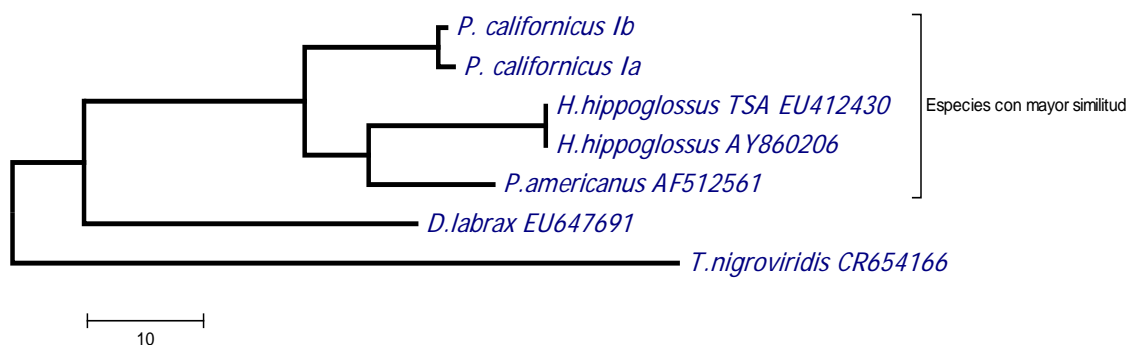 P. californicus Ib
P. californicus Ia
H.hippoglossus TSA EU412430
Especies con mayor similitud
H.hippoglossus AY860206
P.americanus AF512561
D.labrax EU647691
T.nigroviridis CR654166
10